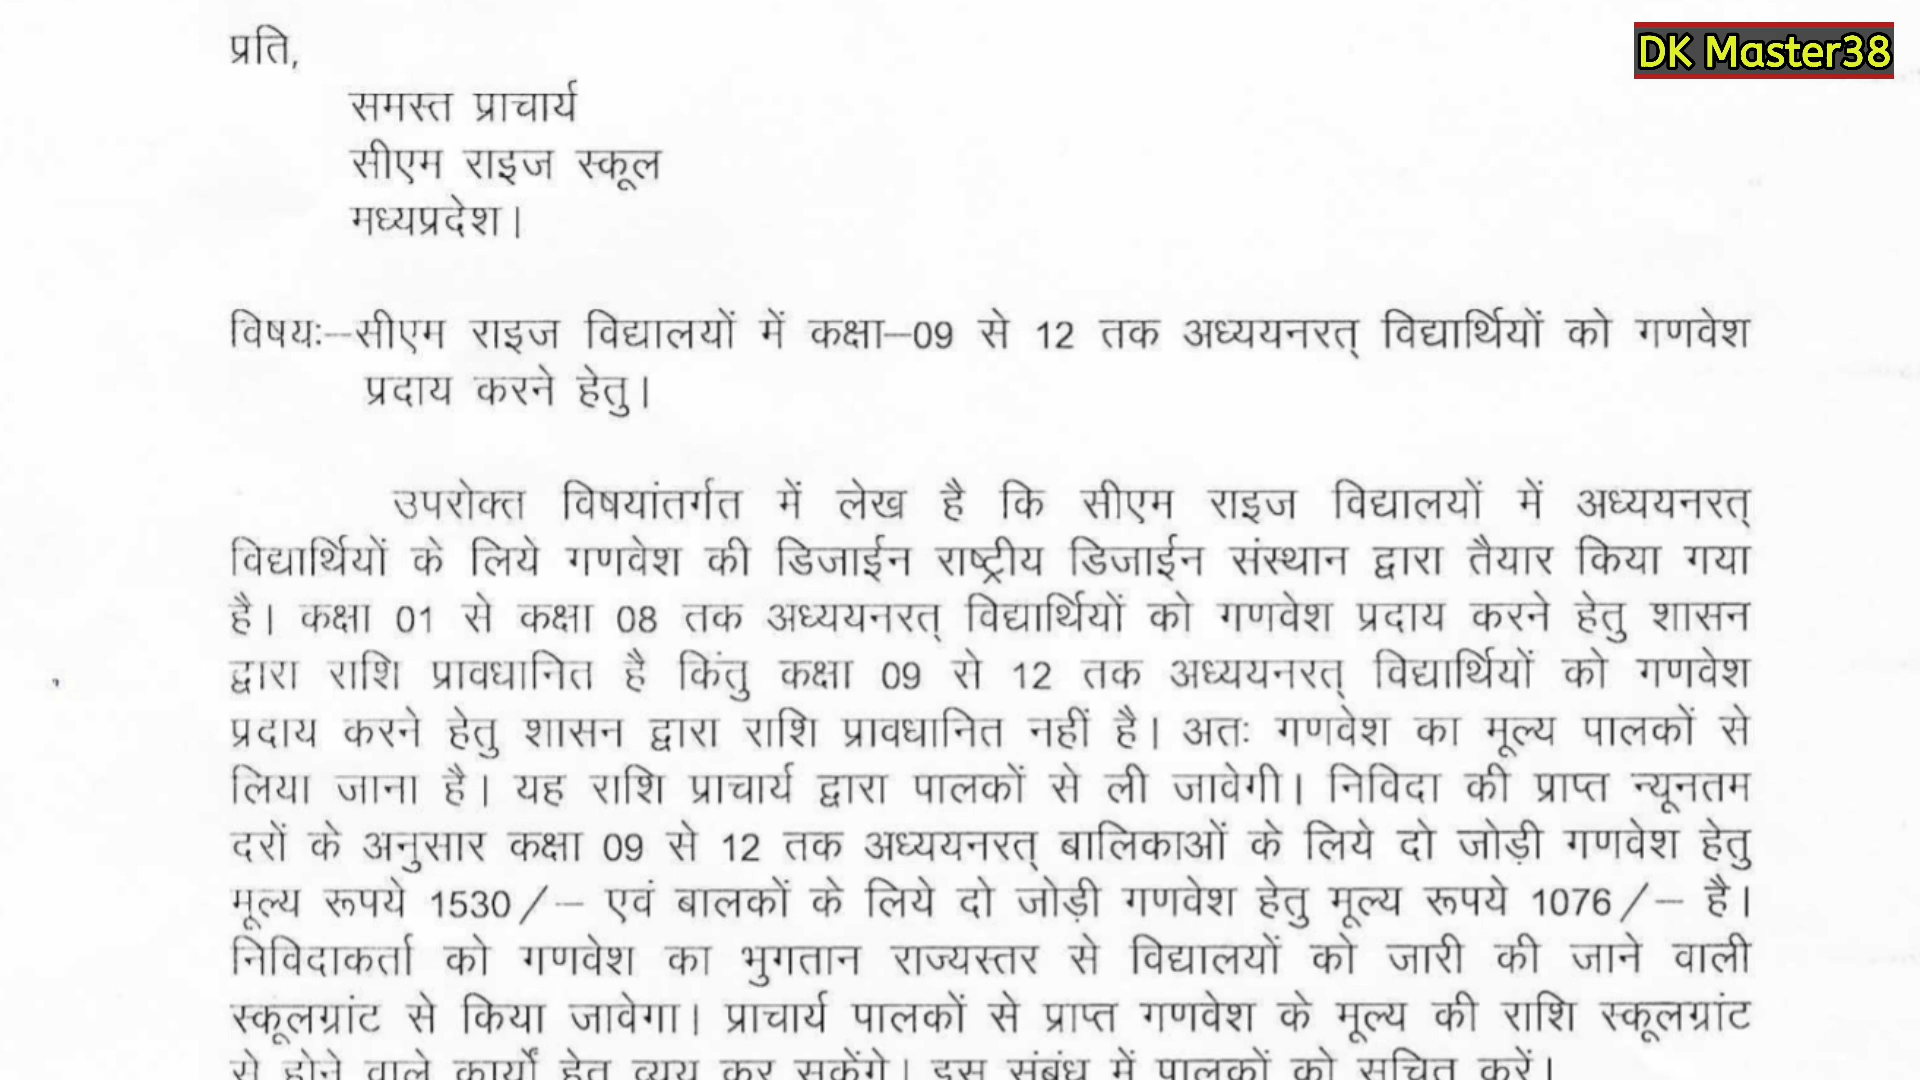 प्रति,
DK Master38
समस्त प्राचार्य
सीएम राइज स्कूल
मध्यप्रदेश।
विषयः–सीएम राइज विद्यालयों में कक्षा–09 से 12 तक अध्ययनरत् विद्यार्थियों को गणवेश
प्रदाय करने हेतु।
उपरोक्त विषयांतर्गत में लेख है कि सीएम राइज विद्यालयों में अध्ययनरत्
विद्यार्थियों के लिये गणवेश की डिजाईन राष्ट्रीय डिजाईन संस्थान द्वारा तैयार किया गया
है। कक्षा 01 से कक्षा 08 तक अध्ययनरत् विद्यार्थियों को गणवेश प्रदाय करने हेतु शासन
द्वारा राशि प्रावधानित है किंतु कक्षा 09 से 12 तक अध्ययनरत् विद्यार्थियों को गणवेश
प्रदाय करने हेतु शासन द्वारा राशि प्रावधानित नहीं है। अतः गणवेश का मूल्य पालकों से
लिया जाना है। यह राशि प्राचार्य द्वारा पालकों से ली जावेगी। निविदा की प्राप्त न्यूनतम
दरों के अनुसार कक्षा 09 से 12 तक अध्ययनरत् बालिकाओं के लिये दो जोड़ी गणवेश हेतु
मूल्य रूपये 1530/– एवं बालकों के लिये दो जोड़ी गणवेश हेतु मूल्य रूपये 1076/– है।
निविदाकर्ता को गणवेश का भुगतान राज्यस्तर से विद्यालयों को जारी की जाने वाली
स्कूलग्रांट से किया जावेगा। प्राचार्य पालकों से प्राप्त गणवेश के मूल्य की राशि स्कूलग्रांट
से होने वाले कार्यों हेतु व्यय कर सकेंगे। इस संबंध में पालकों को सूचित करें।